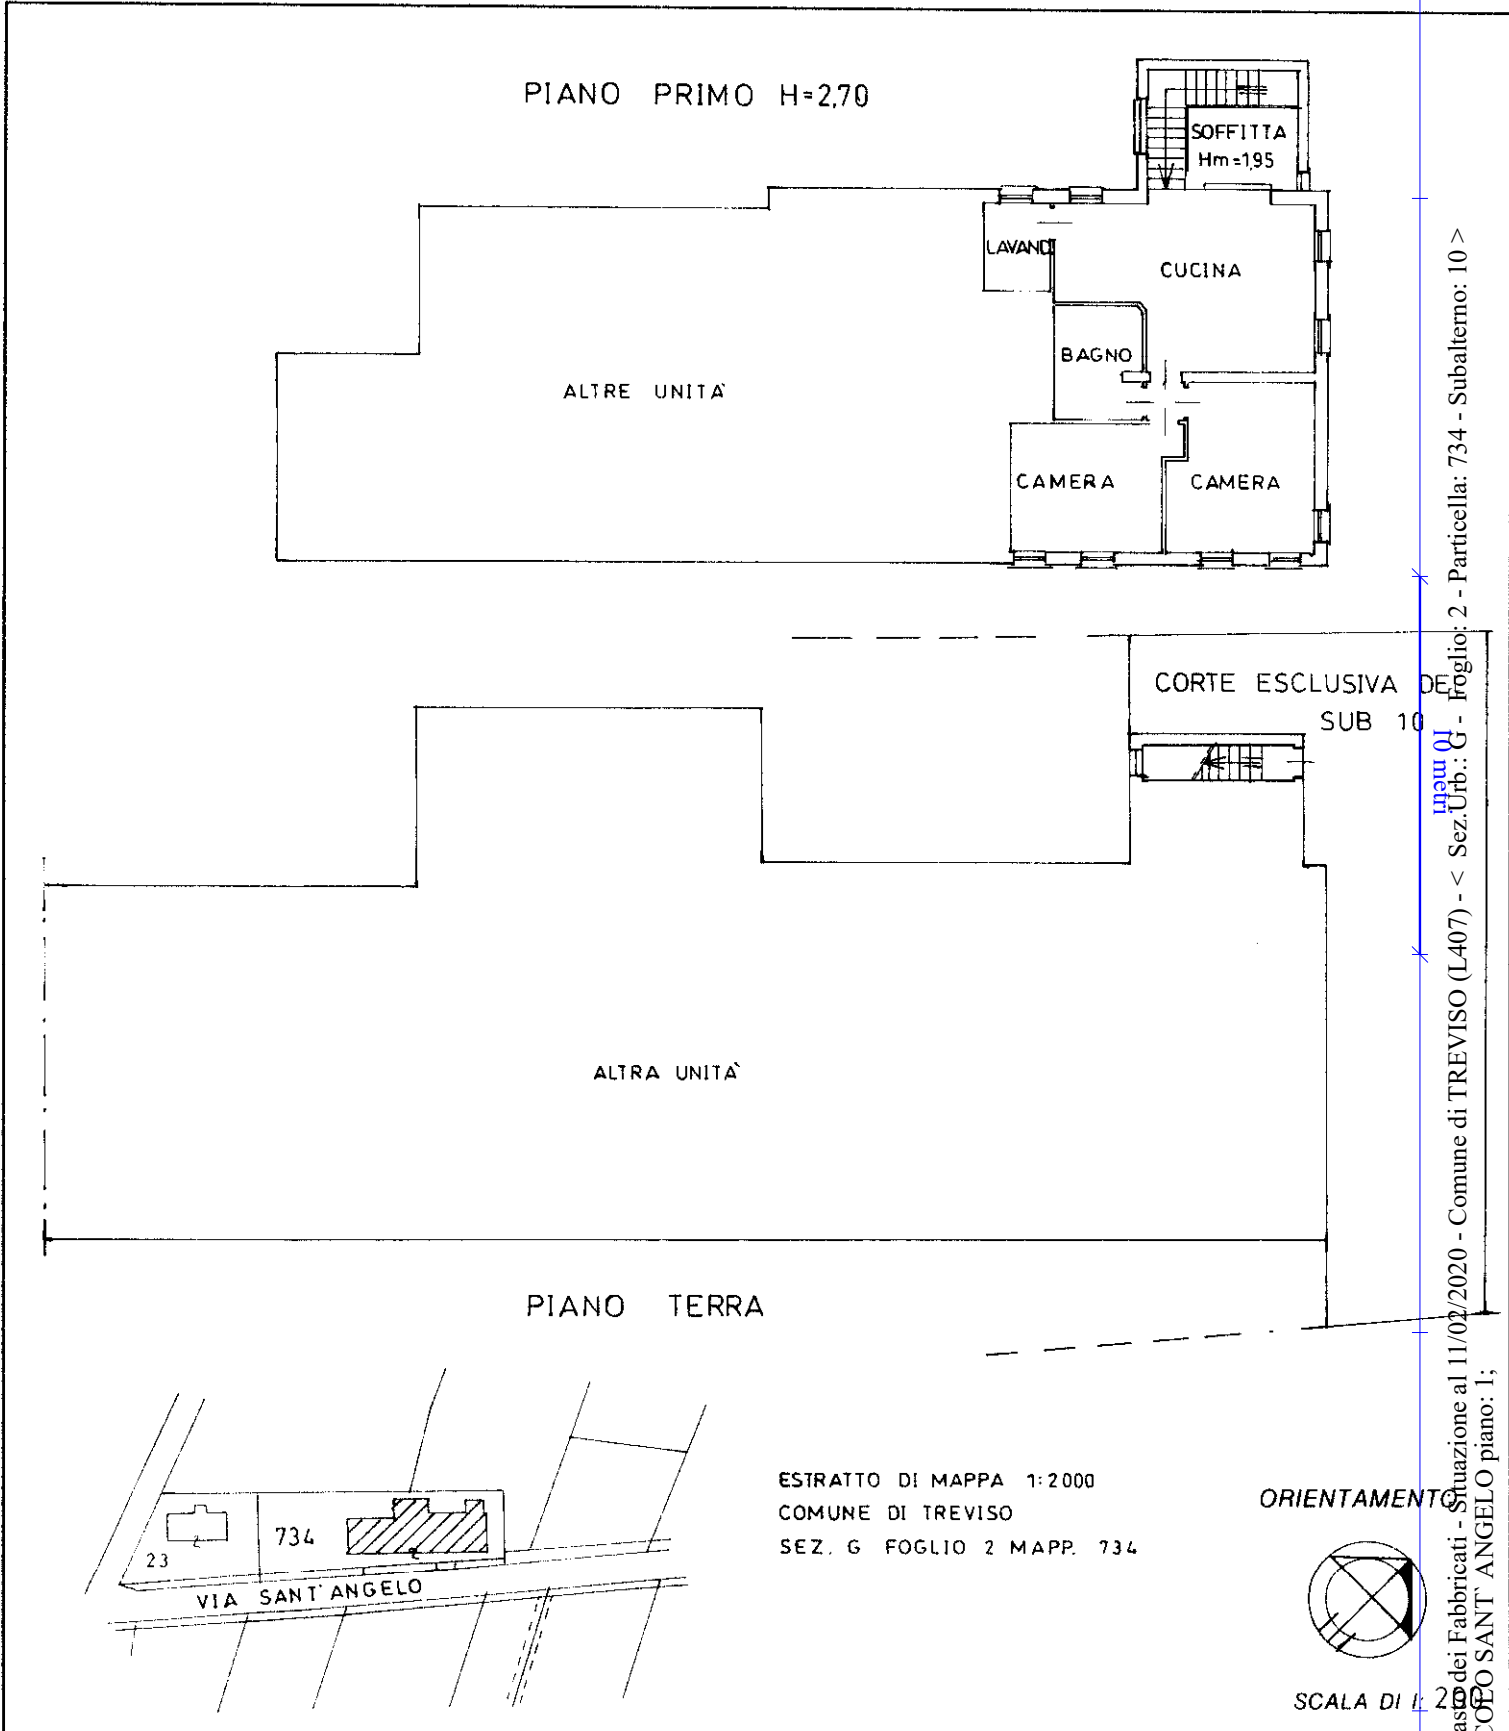 PIANO PRIMO H=2,70
SOFFITTA
Hm=1,95
LAVAND
CUCINA
BAGNO
ALTRE UNITA'
CAMERA
CAMERA
CORTE ESCLUSIVA DEL
SUB 10
10 metri
ALTRA UNITA'
PIANO TERRA
ESTRATTO DI MAPPA 1:2000
COMUNE DI TREVISO
SEZ. G FOGLIO 2 MAPP. 734
734
23
VIA SANT'ANGELO
ORIENTAMENTO
SCALA DI 1: 200
dei Fabbricati - Situazione al 11/02/2020 - Comune di TREVISO (L407) - < Sez.Urb.: G - Foglio: 2 - Particella: 734 - Subalterno: 10 >
SANT` ANGELO piano: 1;